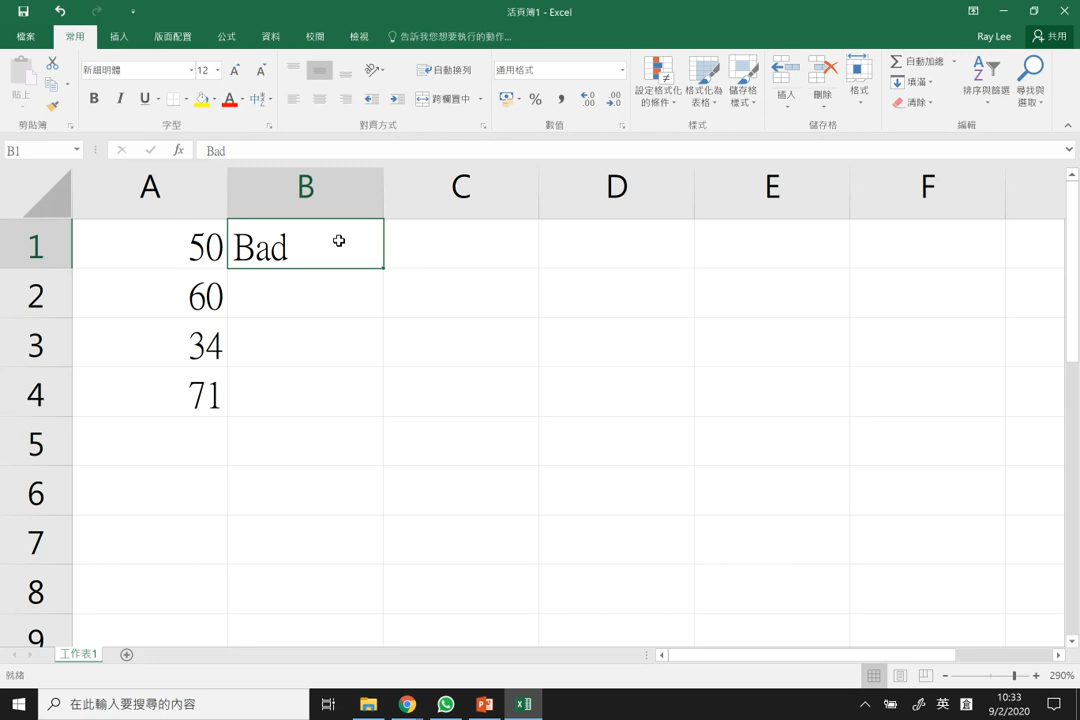 活頁簿1 - Excel
檔案 常用 插入 版面配置 公式 資料 校閱 檢視 告訴我您想要執行的動作... Ray Lee 共用
貼上
新細明體 12
B I U A 中
自動換列
跨欄置中
通用格式
% , .00 .0
設定格式化的條件 格式化為表格 儲存格樣式
插入 刪除 格式
Σ 自動加總
填滿
清除
排序與篩選 尋找與選取
剪貼簿 字型 對齊方式 數值 樣式 儲存格 編輯
B1 fx Bad
A B C D E F
1 50 Bad
2 60
3 34
4 71
5
6
7
8
9
工作表1
就緒 290%
在此輸入要搜尋的內容
英 10:33
9/2/2020